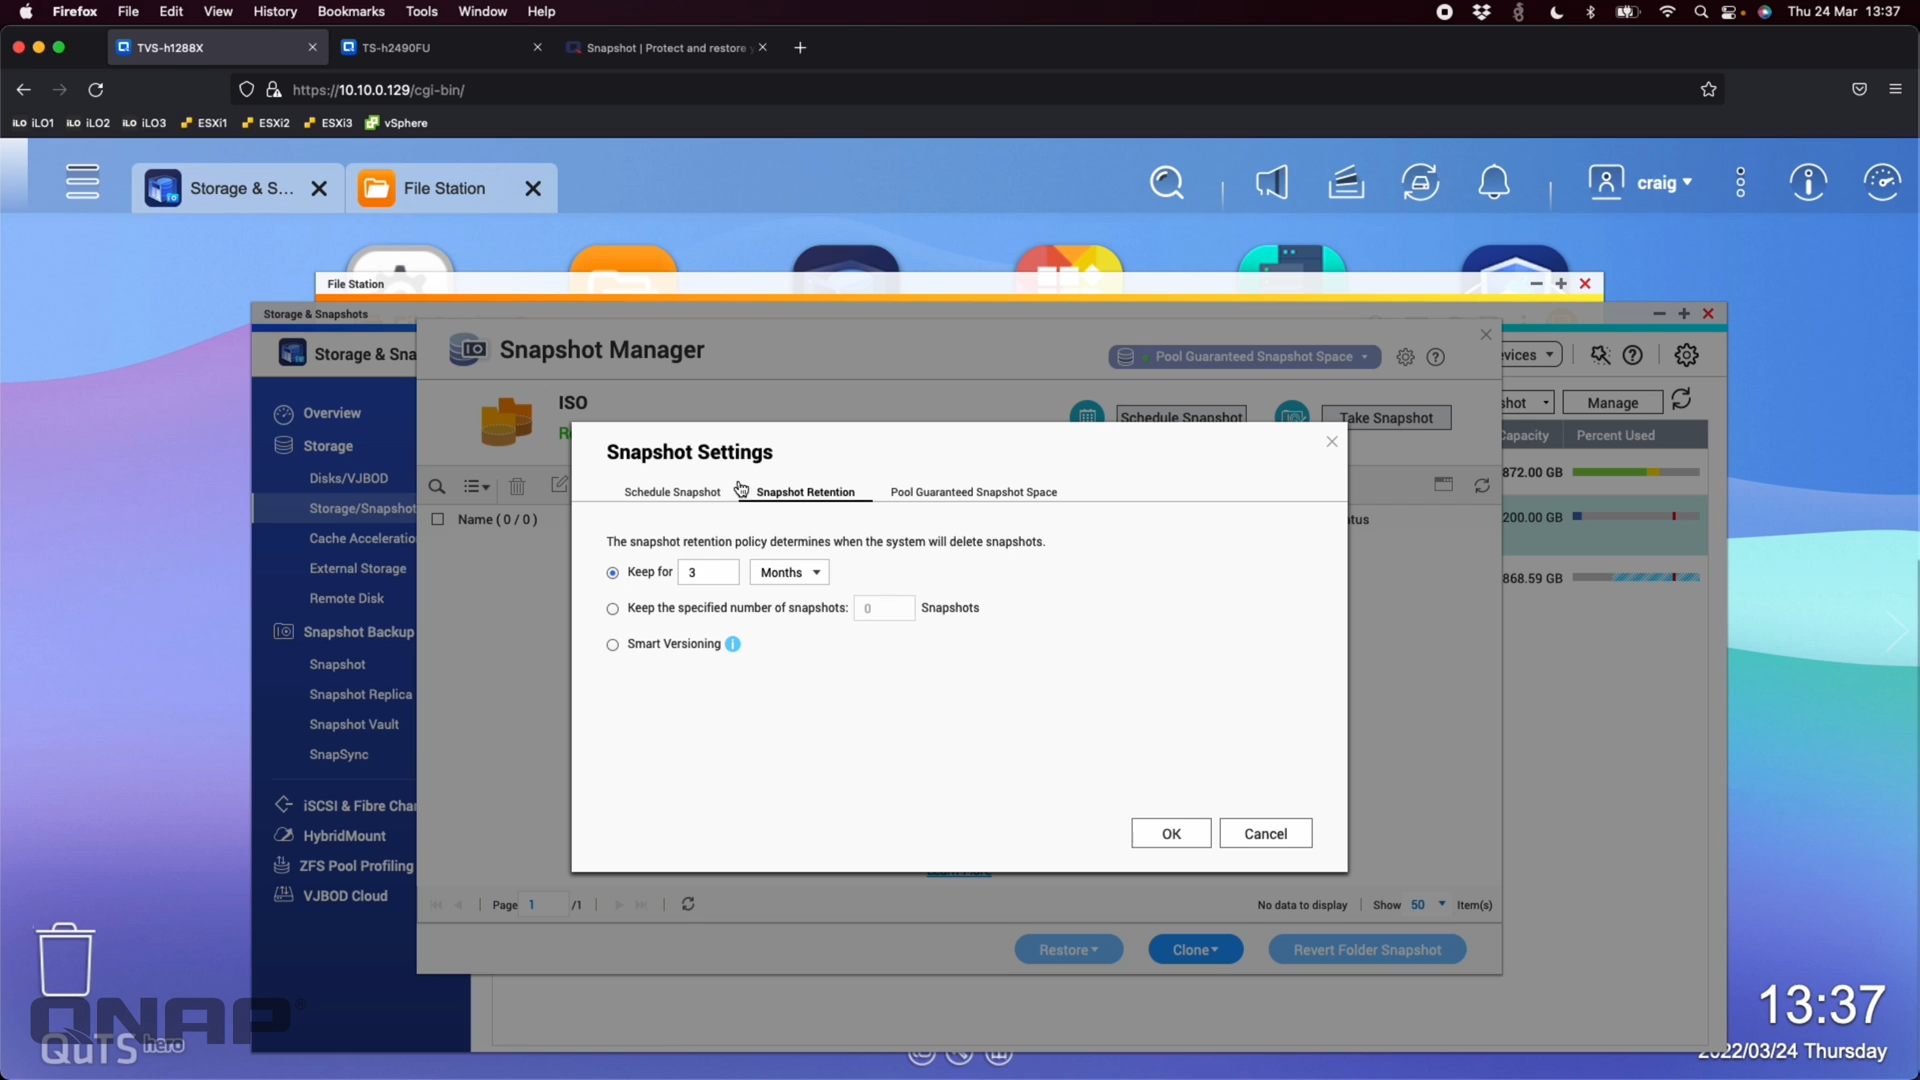 Firefox File Edit View History Bookmarks Tools Window Help Thu 24 Mar 13:37
TVS-h1288X TS-h2490FU Snapshot | Protect and restore y
https://10.10.0.129/cgi-bin/
iLO iLO1 iLO iLO2 iLO iLO3 ESXi1 ESXi2 ESXi3 vSphere
Storage & S... File Station craig
File Station
Storage & Snapshots
Storage & Sna Snapshot Manager Pool Guaranteed Snapshot Space vices
ISO
Schedule Snapshot Take Snapshot shot Manage
Overview
Storage
Disks/VJBOD
Storage/Snapshot
Cache Acceleratio
External Storage
Remote Disk
Snapshot Backup
Snapshot
Snapshot Replica
Snapshot Vault
SnapSync
iSCSI & Fibre Chan
HybridMount
ZFS Pool Profiling
VJBOD Cloud
Capacity Percent Used
872.00 GB
200.00 GB
868.59 GB
Name ( 0 / 0 ) tus
Snapshot Settings
Schedule Snapshot Snapshot Retention Pool Guaranteed Snapshot Space
The snapshot retention policy determines when the system will delete snapshots.
Keep for 3 Months
Keep the specified number of snapshots: 0 Snapshots
Smart Versioning
OK Cancel
Learn More
Page 1 /1 No data to display Show 50 Item(s)
Restore Clone Revert Folder Snapshot
QNAP
QuTS hero
13:37
2022/03/24 Thursday